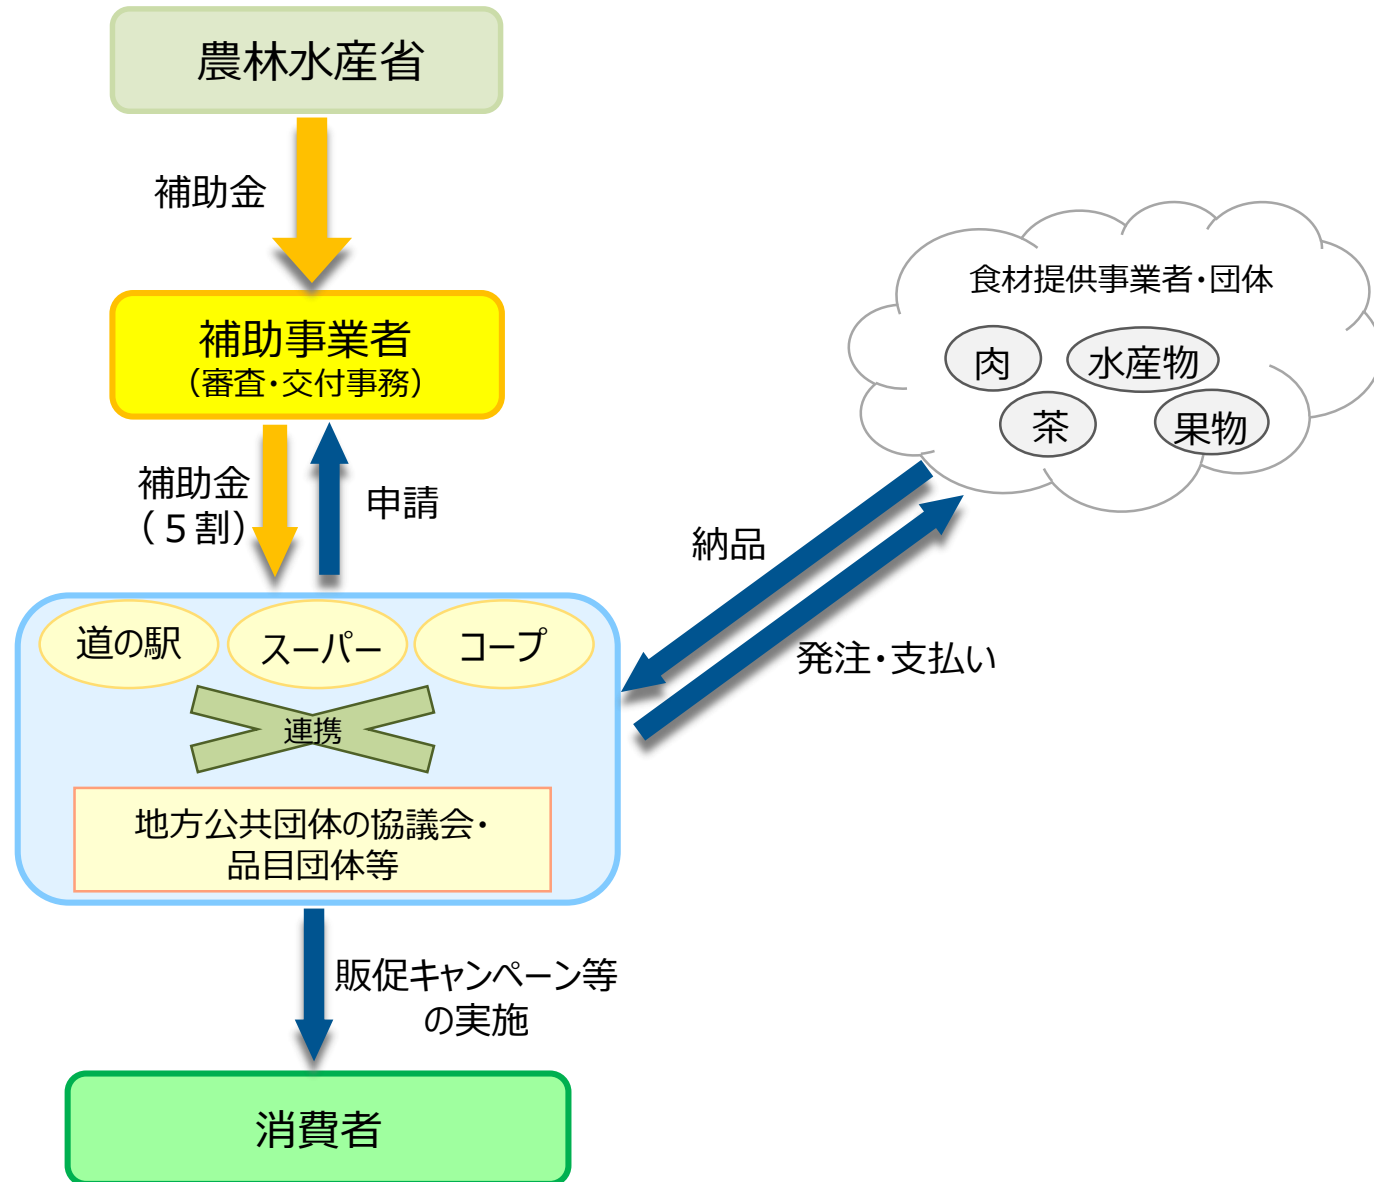 農林水産省
補助金
補助事業者
（審査・交付事務）
補助金
（５割）
申請
食材提供事業者・団体
肉
水産物
茶
果物
納品
発注・支払い
道の駅
スーパー
コープ
連携
地方公共団体の協議会・
品目団体等
販促キャンペーン等
の実施
消費者